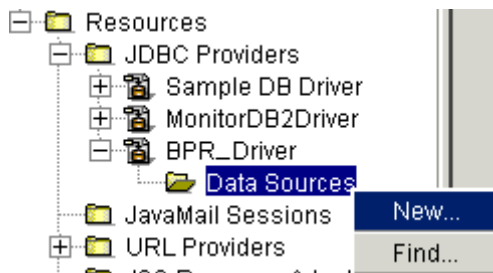 Resources
JDBC Providers
Sample DB Driver
MonitorDB2Driver
BPR_Driver
Data Sources
JavaMail Sessions
New...
URL Providers
Find...